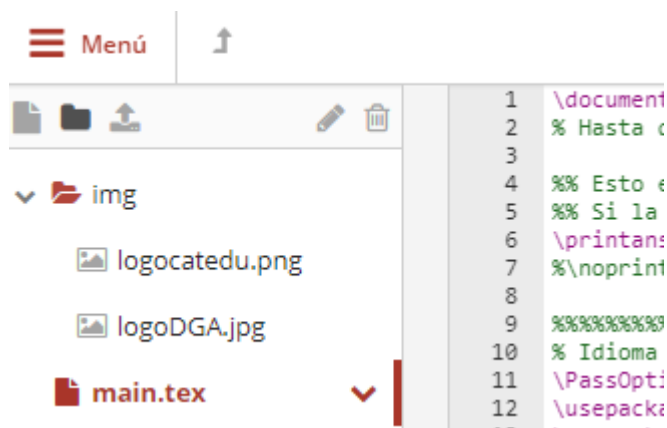 Menú
img
logocatedu.png
logoDGA.jpg
main.tex
1 \document
2 % Hasta
3
4 %% Esto
5 %% Si la
6 \printans
7 %\noprint
8
9 %%%%%%%%%
10 % Idioma
11 \PassOpti
12 \usepacka